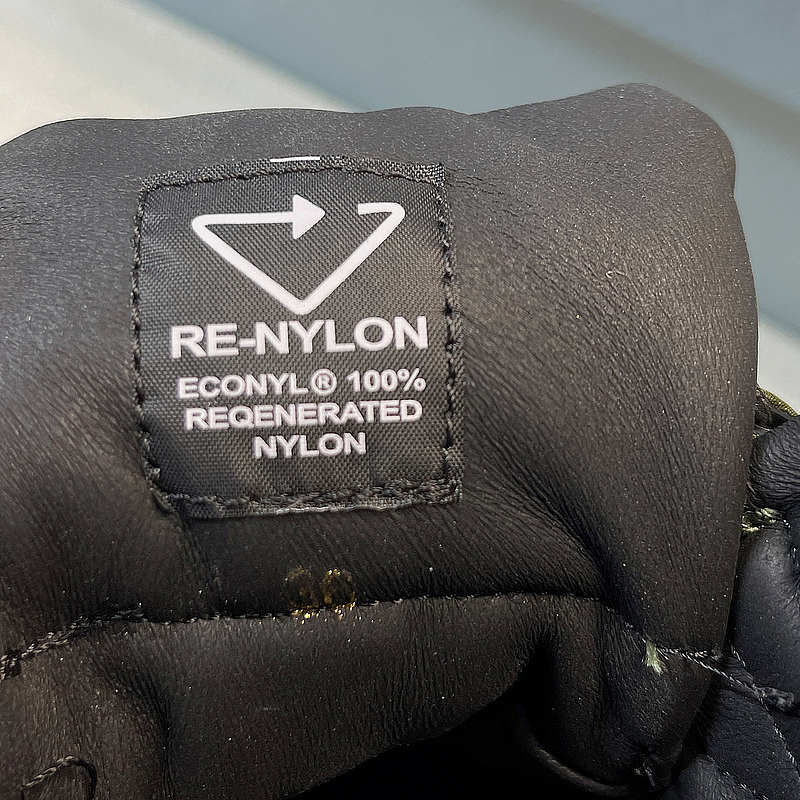 RE-NYLON
ECONYL® 100%
REQENERATED
NYLON